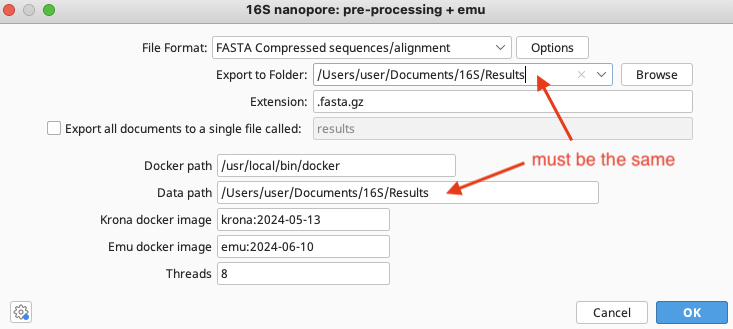 16S nanopore: pre-processing + emu
File Format: FASTA Compressed sequences/alignment Options
Export to Folder: /Users/user/Documents/16S/Results Browse
Extension: .fasta.gz
Export all documents to a single file called: results
must be the same
Docker path /usr/local/bin/docker
Data path /Users/user/Documents/16S/Results
Krona docker image krona:2024-05-13
Emu docker image emu:2024-06-10
Threads 8
Cancel OK